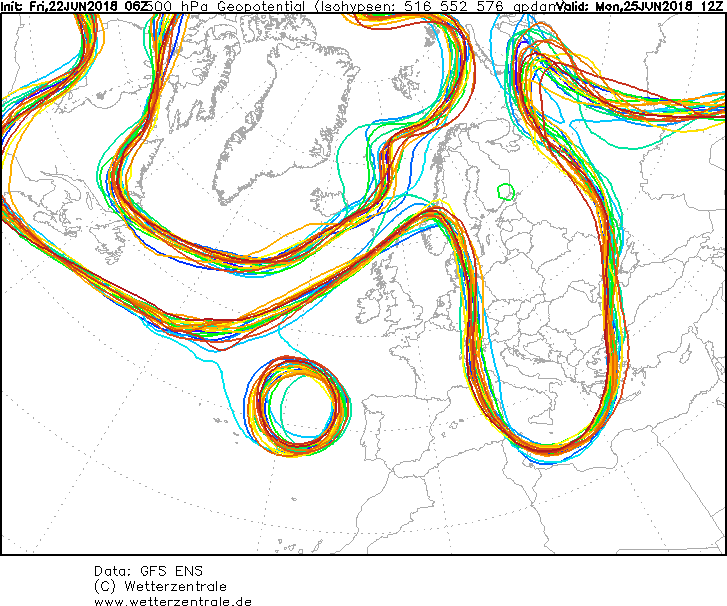 Init: Fri,22JUN2018 06Z 500 hPa Geopotential (Isohypsen: 516 552 576 gpdam) Valid: Mon,25JUN2018 12Z
Data: GFS ENS
(C) Wetterzentrale
www.wetterzentrale.de